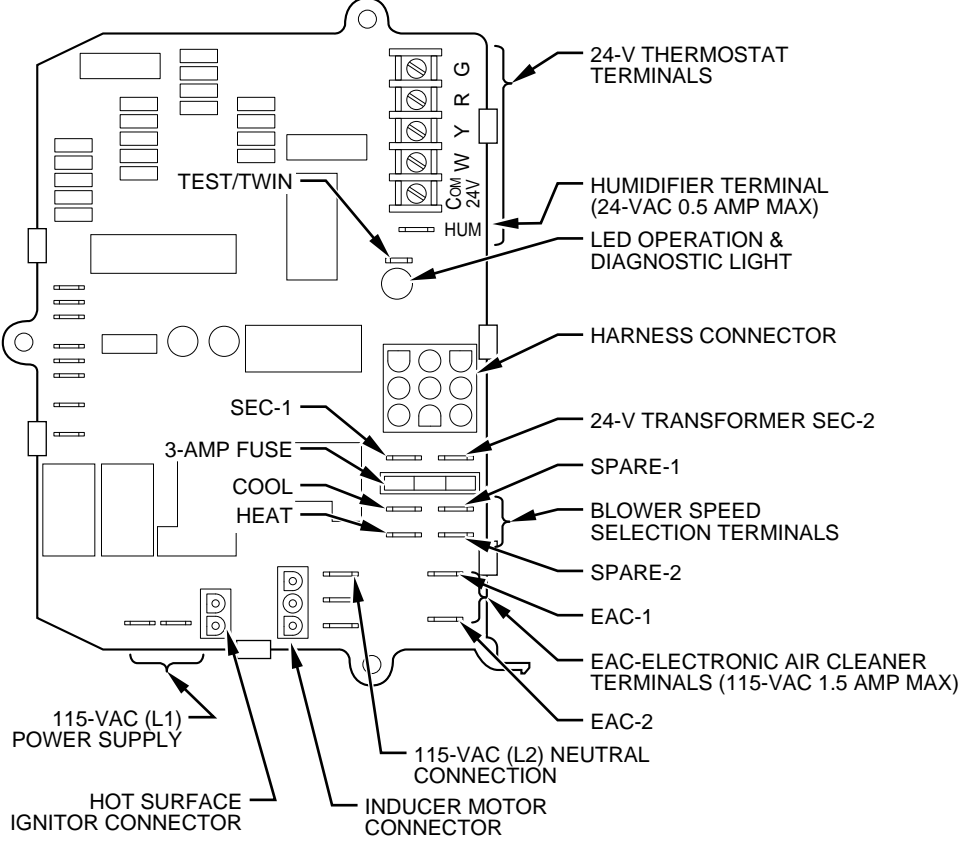 24-V THERMOSTAT
TERMINALS
G
R
Y
W
COM
24V
TEST/TWIN
HUM
HUMIDIFIER TERMINAL
(24-VAC 0.5 AMP MAX)
LED OPERATION &
DIAGNOSTIC LIGHT
HARNESS CONNECTOR
SEC-1
24-V TRANSFORMER SEC-2
3-AMP FUSE
SPARE-1
COOL
BLOWER SPEED
SELECTION TERMINALS
HEAT
SPARE-2
EAC-1
EAC-ELECTRONIC AIR CLEANER
TERMINALS (115-VAC 1.5 AMP MAX)
EAC-2
115-VAC (L1)
POWER SUPPLY
115-VAC (L2) NEUTRAL
CONNECTION
HOT SURFACE
IGNITOR CONNECTOR
INDUCER MOTOR
CONNECTOR